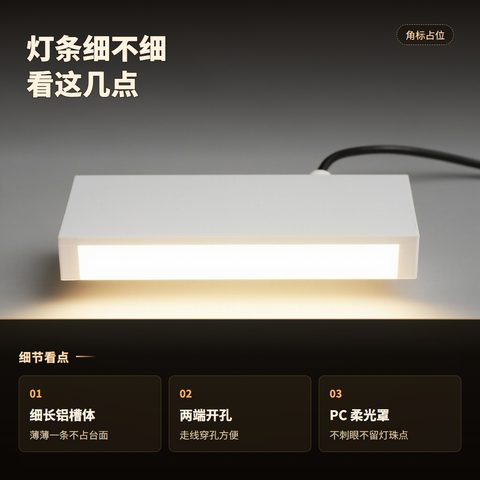 灯条细不细
看这几点
角标占位
细节看点
01
细长铝槽体
薄薄一条不占台面
02
两端开孔
走线穿孔方便
03
PC 柔光罩
不刺眼不留灯珠点